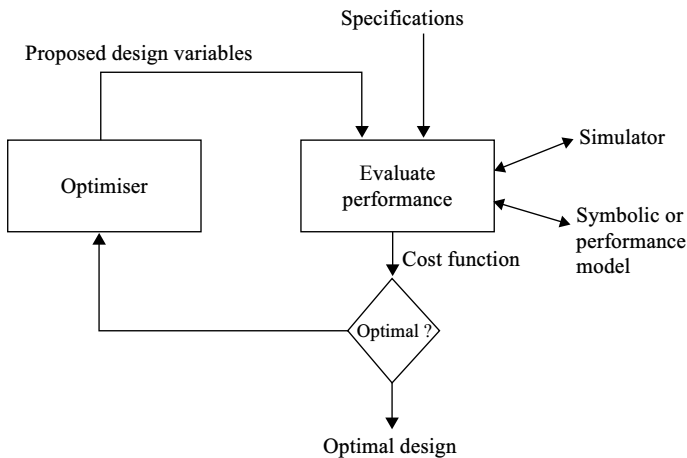 Specifications
Proposed design variables
Optimiser
Evaluate
performance
Simulator
Symbolic or
performance
model
Cost function
Optimal ?
Optimal design